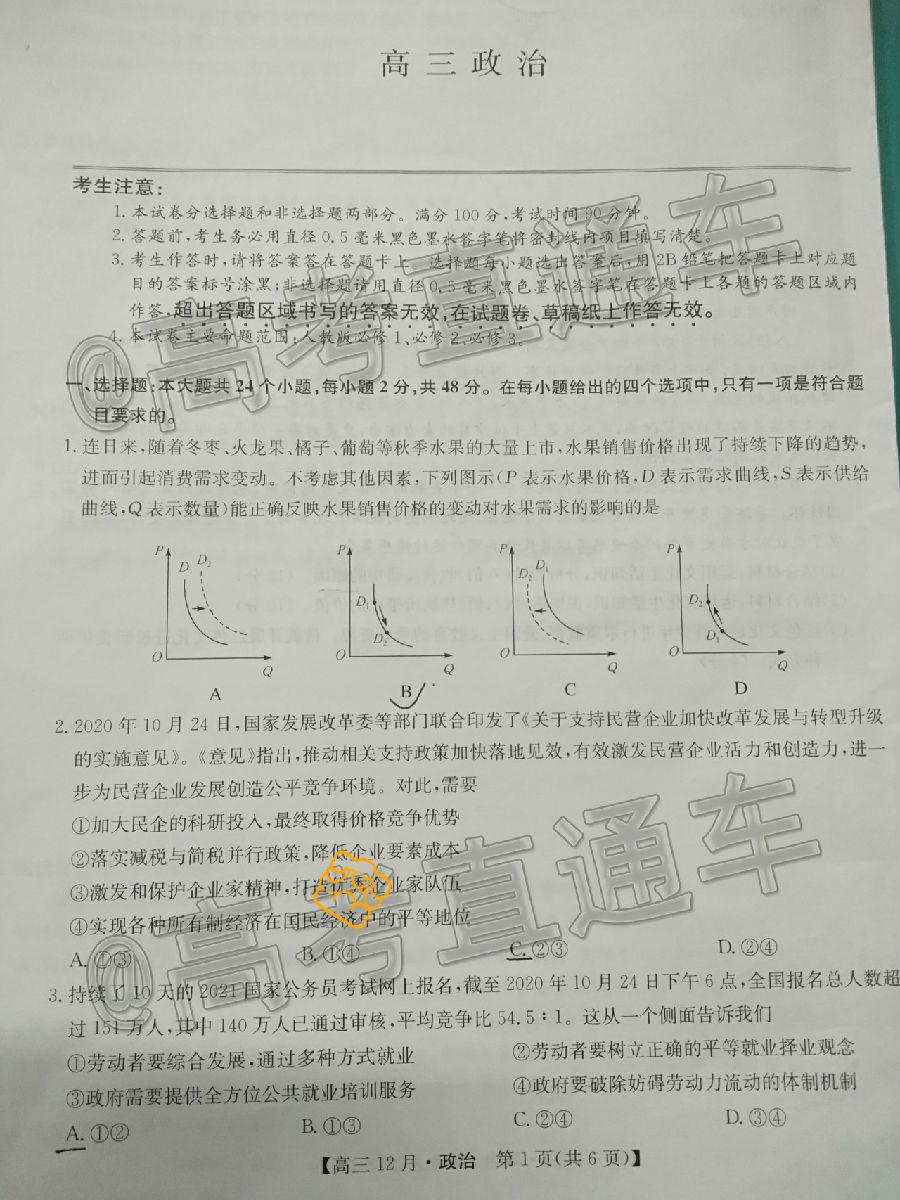 高三政治
考生注意:
1. 本试卷分选择题和非选择题两部分。满分100分,考试时间90分钟。
2. 答题前,考生务必用直径0.5毫米黑色墨水签字笔将密封线内项目填写清楚。
3. 考生作答时,请将答案答在答题卡上。选择题每小题选出答案后,用2B铅笔把答题卡上对应题
目的答案标号涂黑;非选择题请用直径0.5毫米黑色墨水签字笔在答题卡上各题的答题区域内
作答,超出答题区域书写的答案无效,在试题卷、草稿纸上作答无效。
4. 本试卷主要命题范围:人教版必修1、必修2、必修3。
@高考直通车
一、选择题:本大题共24个小题,每小题2分,共48分。在每小题给出的四个选项中,只有一项是符合题
目要求的。
1. 连日来,随着冬枣、火龙果、橘子、葡萄等秋季水果的大量上市,水果销售价格出现了持续下降的趋势,
进而引起消费需求变动。不考虑其他因素,下列图示(P表示水果价格,D表示需求曲线,S表示供给
曲线,Q表示数量)能正确反映水果销售价格的变动对水果需求的影响的是
P D1 D2 O Q
P D1 D2 O Q
P D2 D1 O Q
P D2 D1 O Q
A B C D
2. 2020年10月24日,国家发展改革委等部门联合印发了《关于支持民营企业加快改革发展与转型升级
的实施意见》。《意见》指出,推动相关支持政策加快落地见效,有效激发民营企业活力和创造力,进一
步为民营企业发展创造公平竞争环境。对此,需要
①加大民企的科研投入,最终取得价格竞争优势
②落实减税与简税并行政策,降低企业要素成本
③激发和保护企业家精神,打造优秀企业家队伍
④实现各种所有制经济在国民经济中的平等地位
A. ①③ B. ①④ C. ②③ D. ②④
@高考直通车
3. 持续了10天的2021国家公务员考试网上报名,截至2020年10月24日下午6点,全国报名总人数超
过151万人,其中140万人已通过审核,平均竞争比54.5∶1。这从一个侧面告诉我们
①劳动者要综合发展,通过多种方式就业 ②劳动者要树立正确的平等就业择业观念
③政府需要提供全方位公共就业培训服务 ④政府要破除妨碍劳动力流动的体制机制
A. ①② B. ①③ C. ②④ D. ③④
【高三12月·政治 第1页(共6页)】